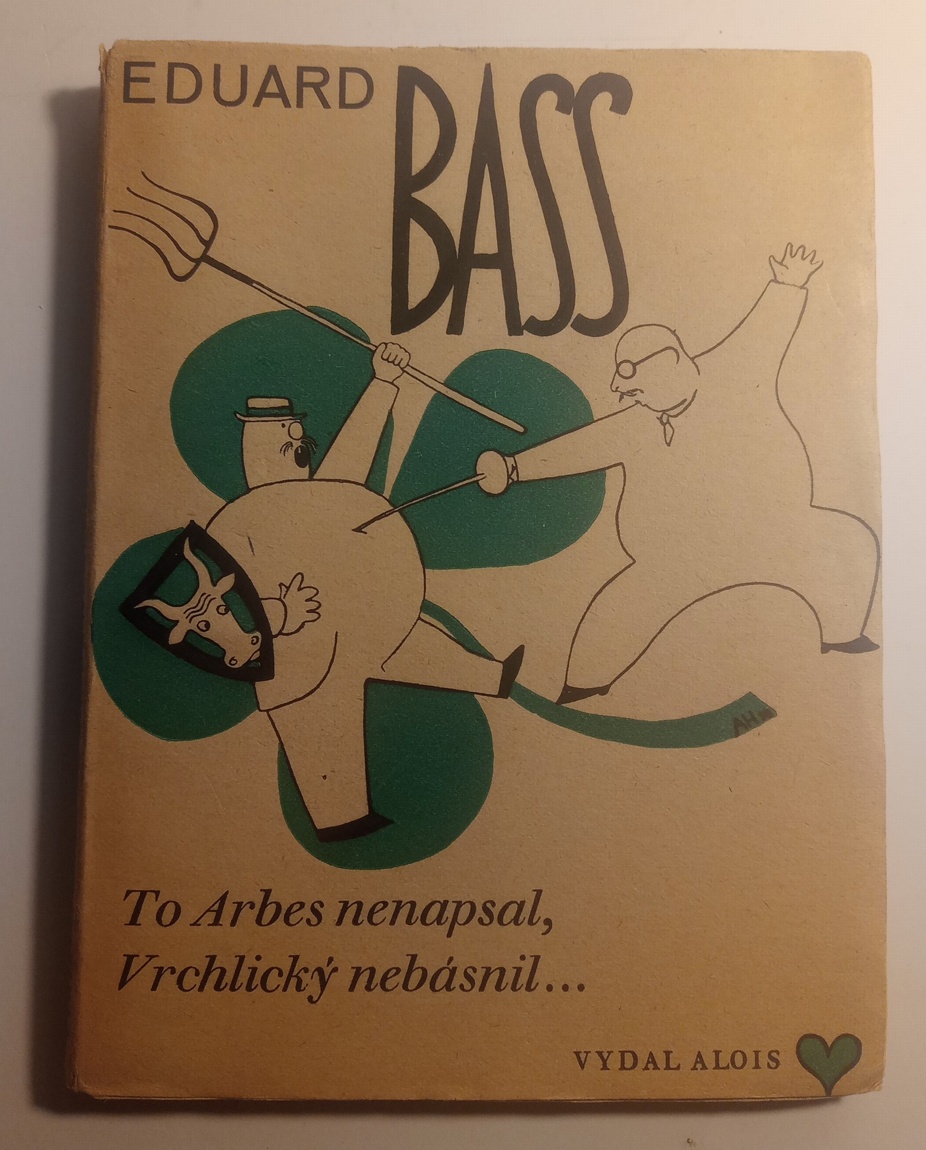 EDUARD BASS
To Arbes nenapsal,
Vrchlický nebásnil...
VYDAL ALOIS